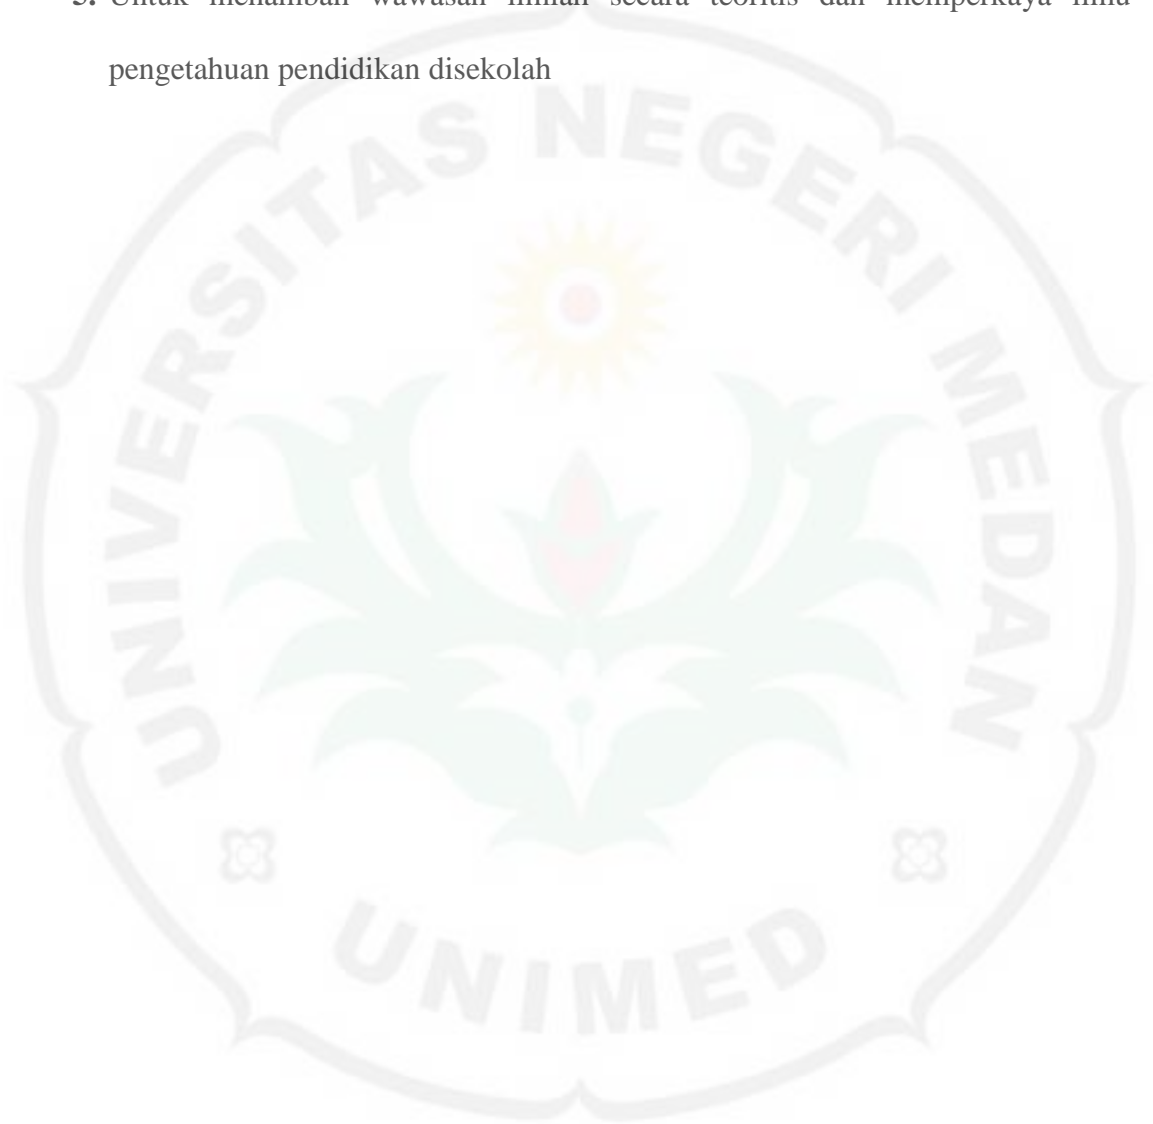 Untuk menambah wawasan ilmiah secara teoritis dan memperkaya ilmu
pengetahuan pendidikan disekolah
UNIVERSITAS NEGERI MEDAN
UNIMED